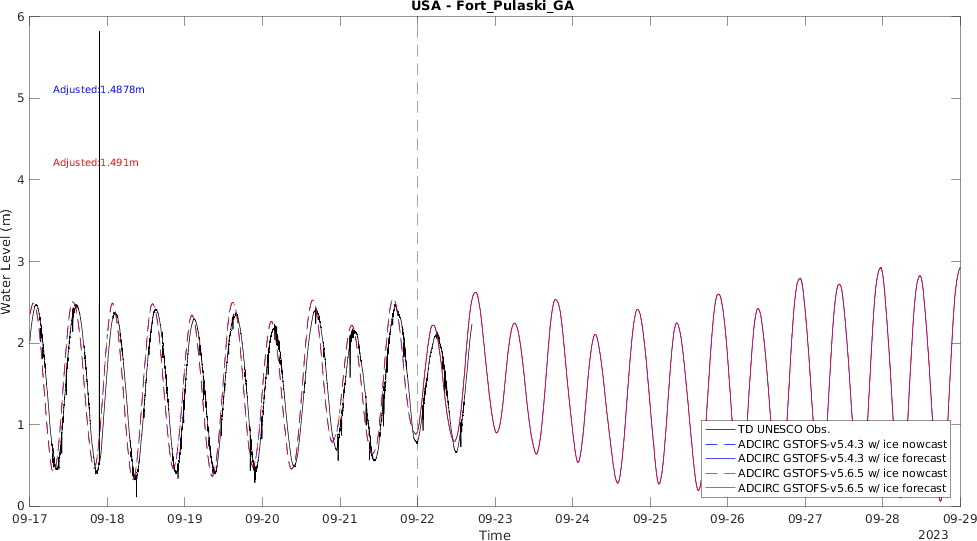 USA - Fort_Pulaski_GA
6
5
4
3
2
1
0
Water Level (m)
Adjusted:1.4878m
Adjusted:1.491m
TD UNESCO Obs.
ADCIRC GSTOFS-v5.4.3 w/ ice nowcast
ADCIRC GSTOFS-v5.4.3 w/ ice forecast
ADCIRC GSTOFS-v5.6.5 w/ ice nowcast
ADCIRC GSTOFS-v5.6.5 w/ ice forecast
09-17 09-18 09-19 09-20 09-21 09-22 09-23 09-24 09-25 09-26 09-27 09-28 09-29
Time
2023